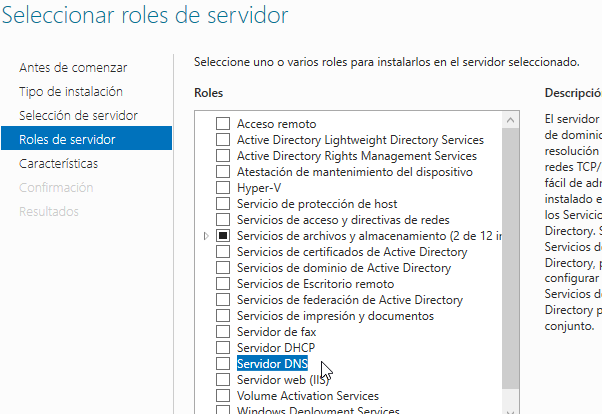 Seleccionar roles de servidor
Antes de comenzar
Tipo de instalación
Selección de servidor
Roles de servidor
Características
Confirmación
Resultados
Seleccione uno o varios roles para instalarlos en el servidor seleccionado.
Roles
Acceso remoto
Active Directory Lightweight Directory Services
Active Directory Rights Management Services
Atestación de mantenimiento del dispositivo
Hyper-V
Servicio de protección de host
Servicios de acceso y directivas de redes
Servicios de archivos y almacenamiento (2 de 12 in
Servicios de certificados de Active Directory
Servicios de dominio de Active Directory
Servicios de Escritorio remoto
Servicios de federación de Active Directory
Servicios de impresión y documentos
Servidor de fax
Servidor DHCP
Servidor DNS
Servidor web (IIS)
Volume Activation Services
Windows Deployment Services
Descripció
El servidor
de dominic
resolución
redes TCP/
fácil de adr
instalado e
los Servicio
Directory. S
Servicios de
Directory, p
configurar
Servicios de
Directory p
conjunto.